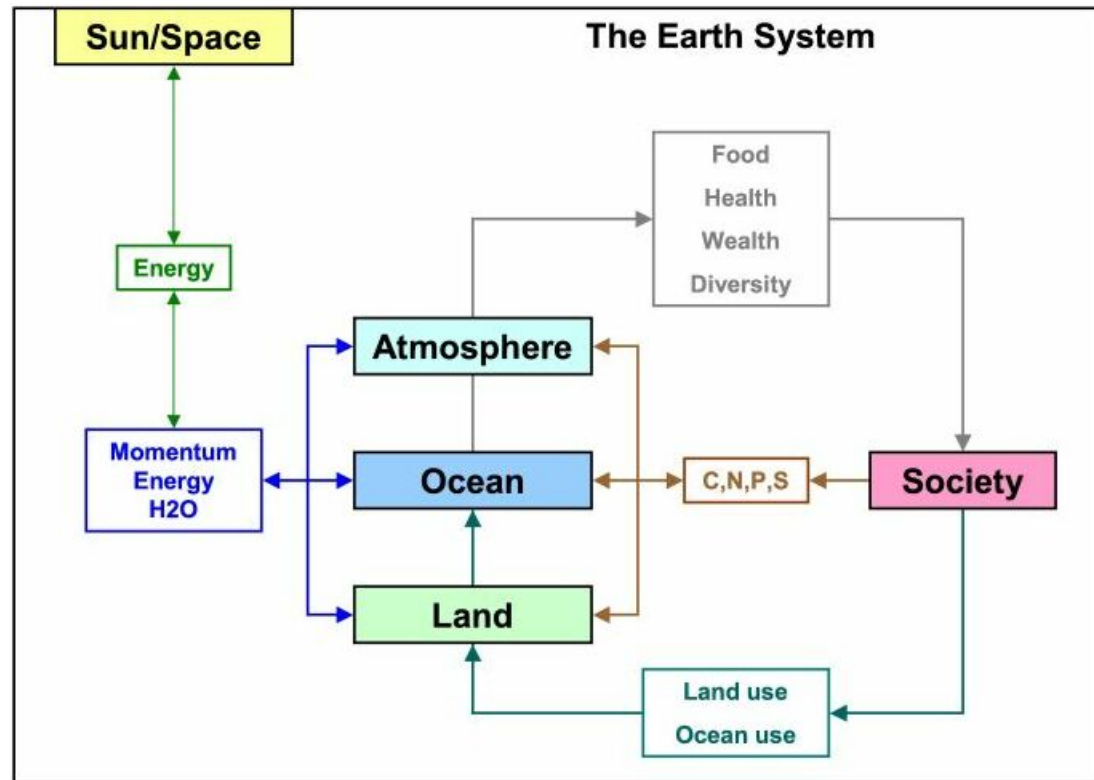 Sun/Space
The Earth System
Food
Health
Wealth
Diversity
Energy
Atmosphere
Momentum
Energy
H2O
Ocean
C,N,P,S
Society
Land
Land use
Ocean use